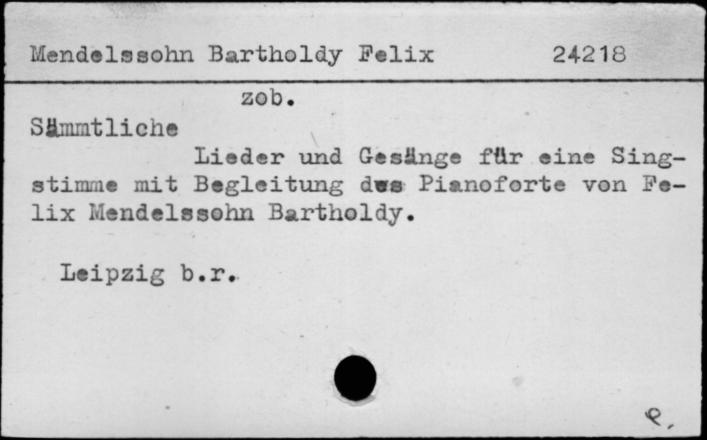 Mendelssohn Bartholdy Felix 24218
zob.
Sämmtliche
Lieder und Gesänge für eine Sing-
stimme mit Begleitung des Pianoforte von Fe-
lix Mendelssohn Bartholdy.
Leipzig b.r.
P.